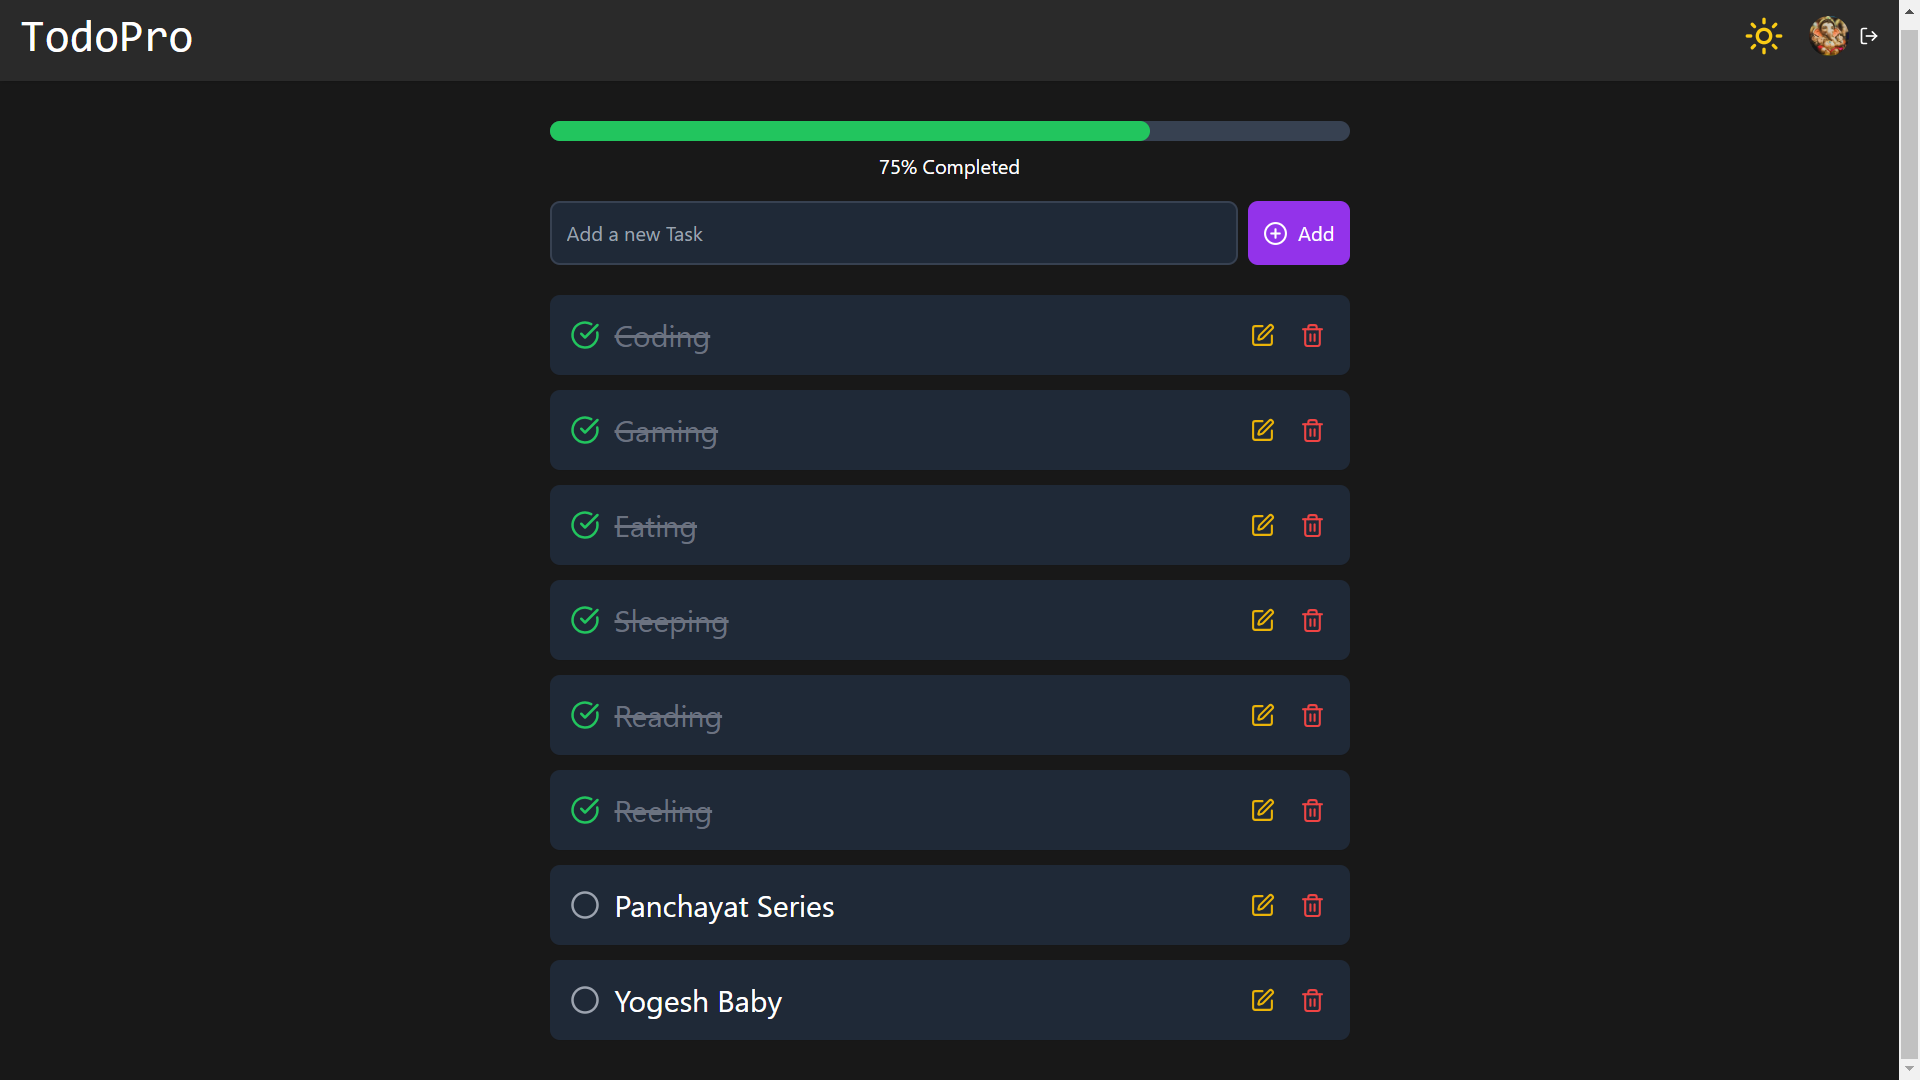 TodoPro
75% Completed
Add a new Task
Add
Coding
Gaming
Eating
Sleeping
Reading
Reeling
Panchayat Series
Yogesh Baby